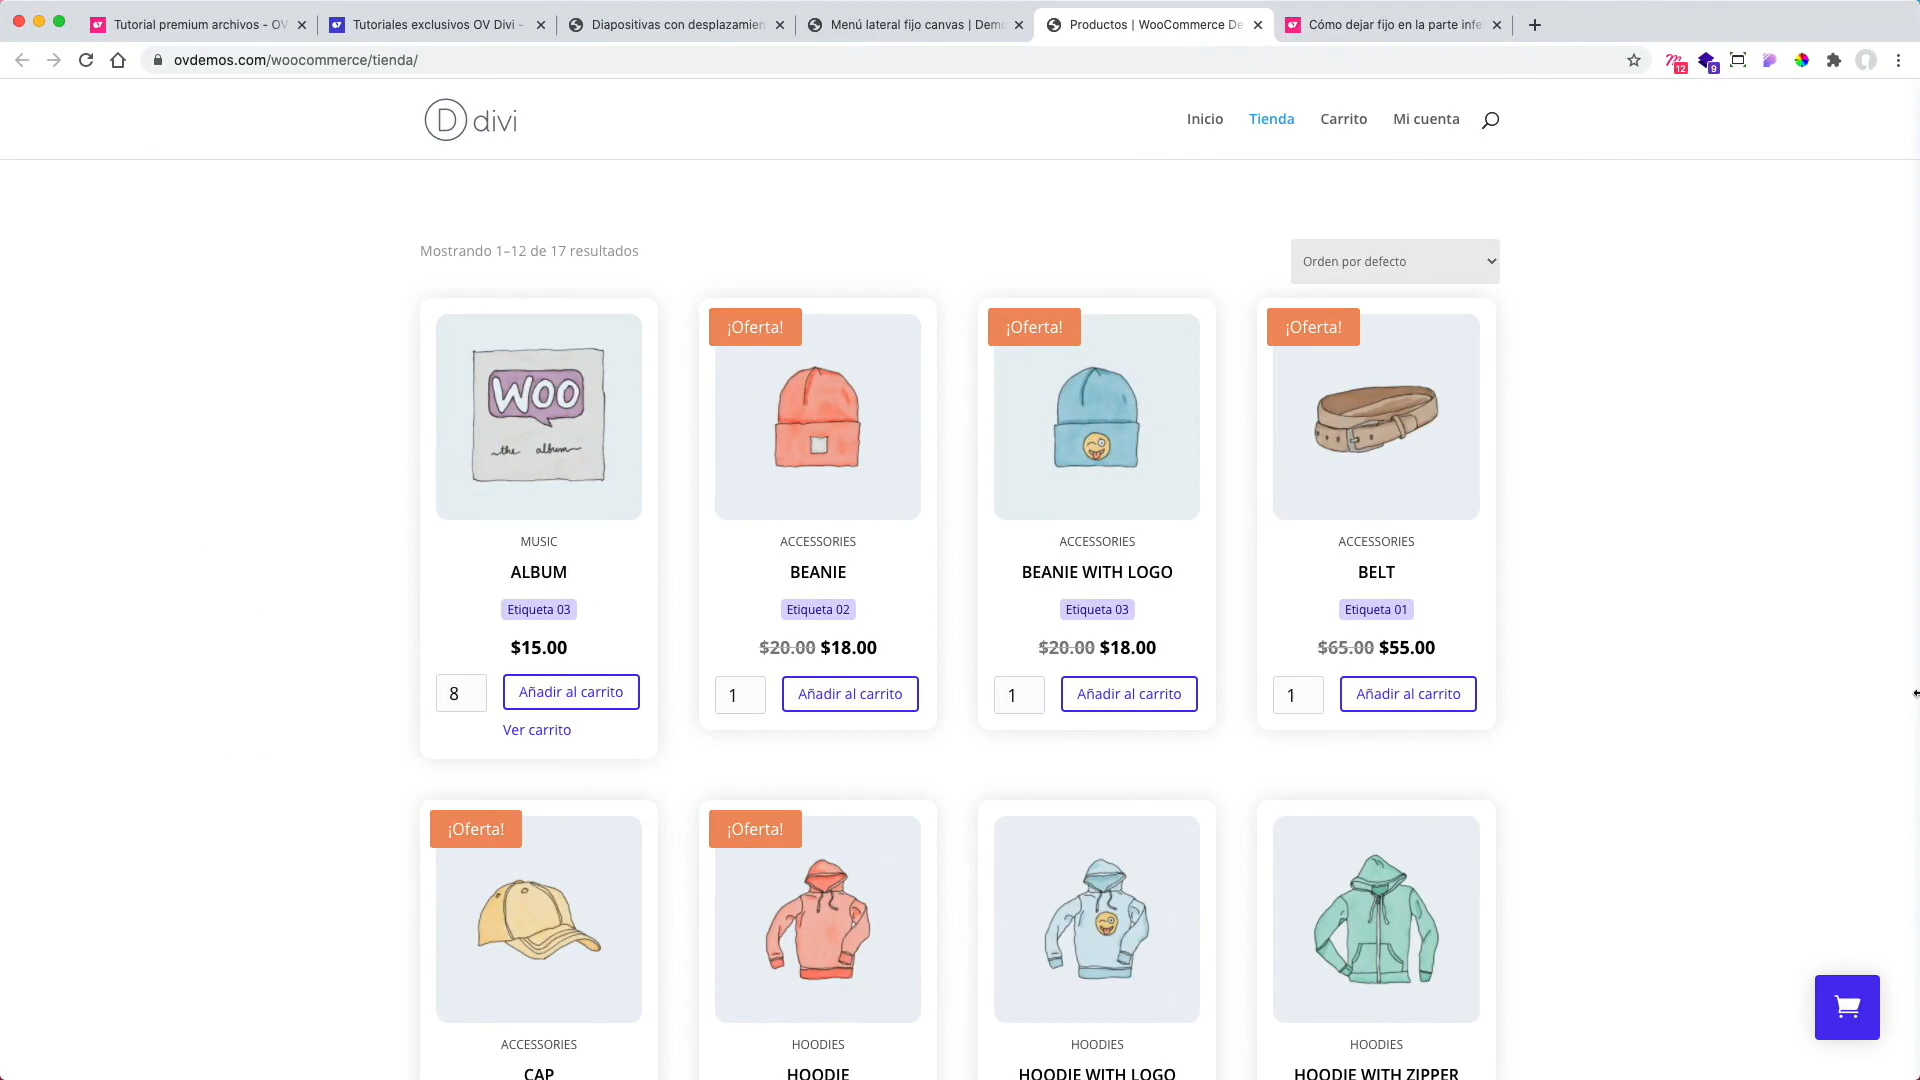 Tutorial premium archivos - OV
Tutoriales exclusivos OV Divi -
Diapositivas con desplazamien
Menú lateral fijo canvas | Demo
Productos | WooCommerce De
Cómo dejar fijo en la parte infe
ovdemos.com/woocommerce/tienda/
12
9
D divi
Inicio
Tienda
Carrito
Mi cuenta
Mostrando 1–12 de 17 resultados
Orden por defecto
WOO
the album
MUSIC
ALBUM
Etiqueta 03
$15.00
8
Añadir al carrito
Ver carrito
¡Oferta!
ACCESSORIES
BEANIE
Etiqueta 02
$20.00 $18.00
1
Añadir al carrito
¡Oferta!
ACCESSORIES
BEANIE WITH LOGO
Etiqueta 03
$20.00 $18.00
1
Añadir al carrito
¡Oferta!
ACCESSORIES
BELT
Etiqueta 01
$65.00 $55.00
1
Añadir al carrito
¡Oferta!
ACCESSORIES
CAP
¡Oferta!
HOODIES
HOODIE
HOODIES
HOODIE WITH LOGO
HOODIES
HOODIE WITH ZIPPER